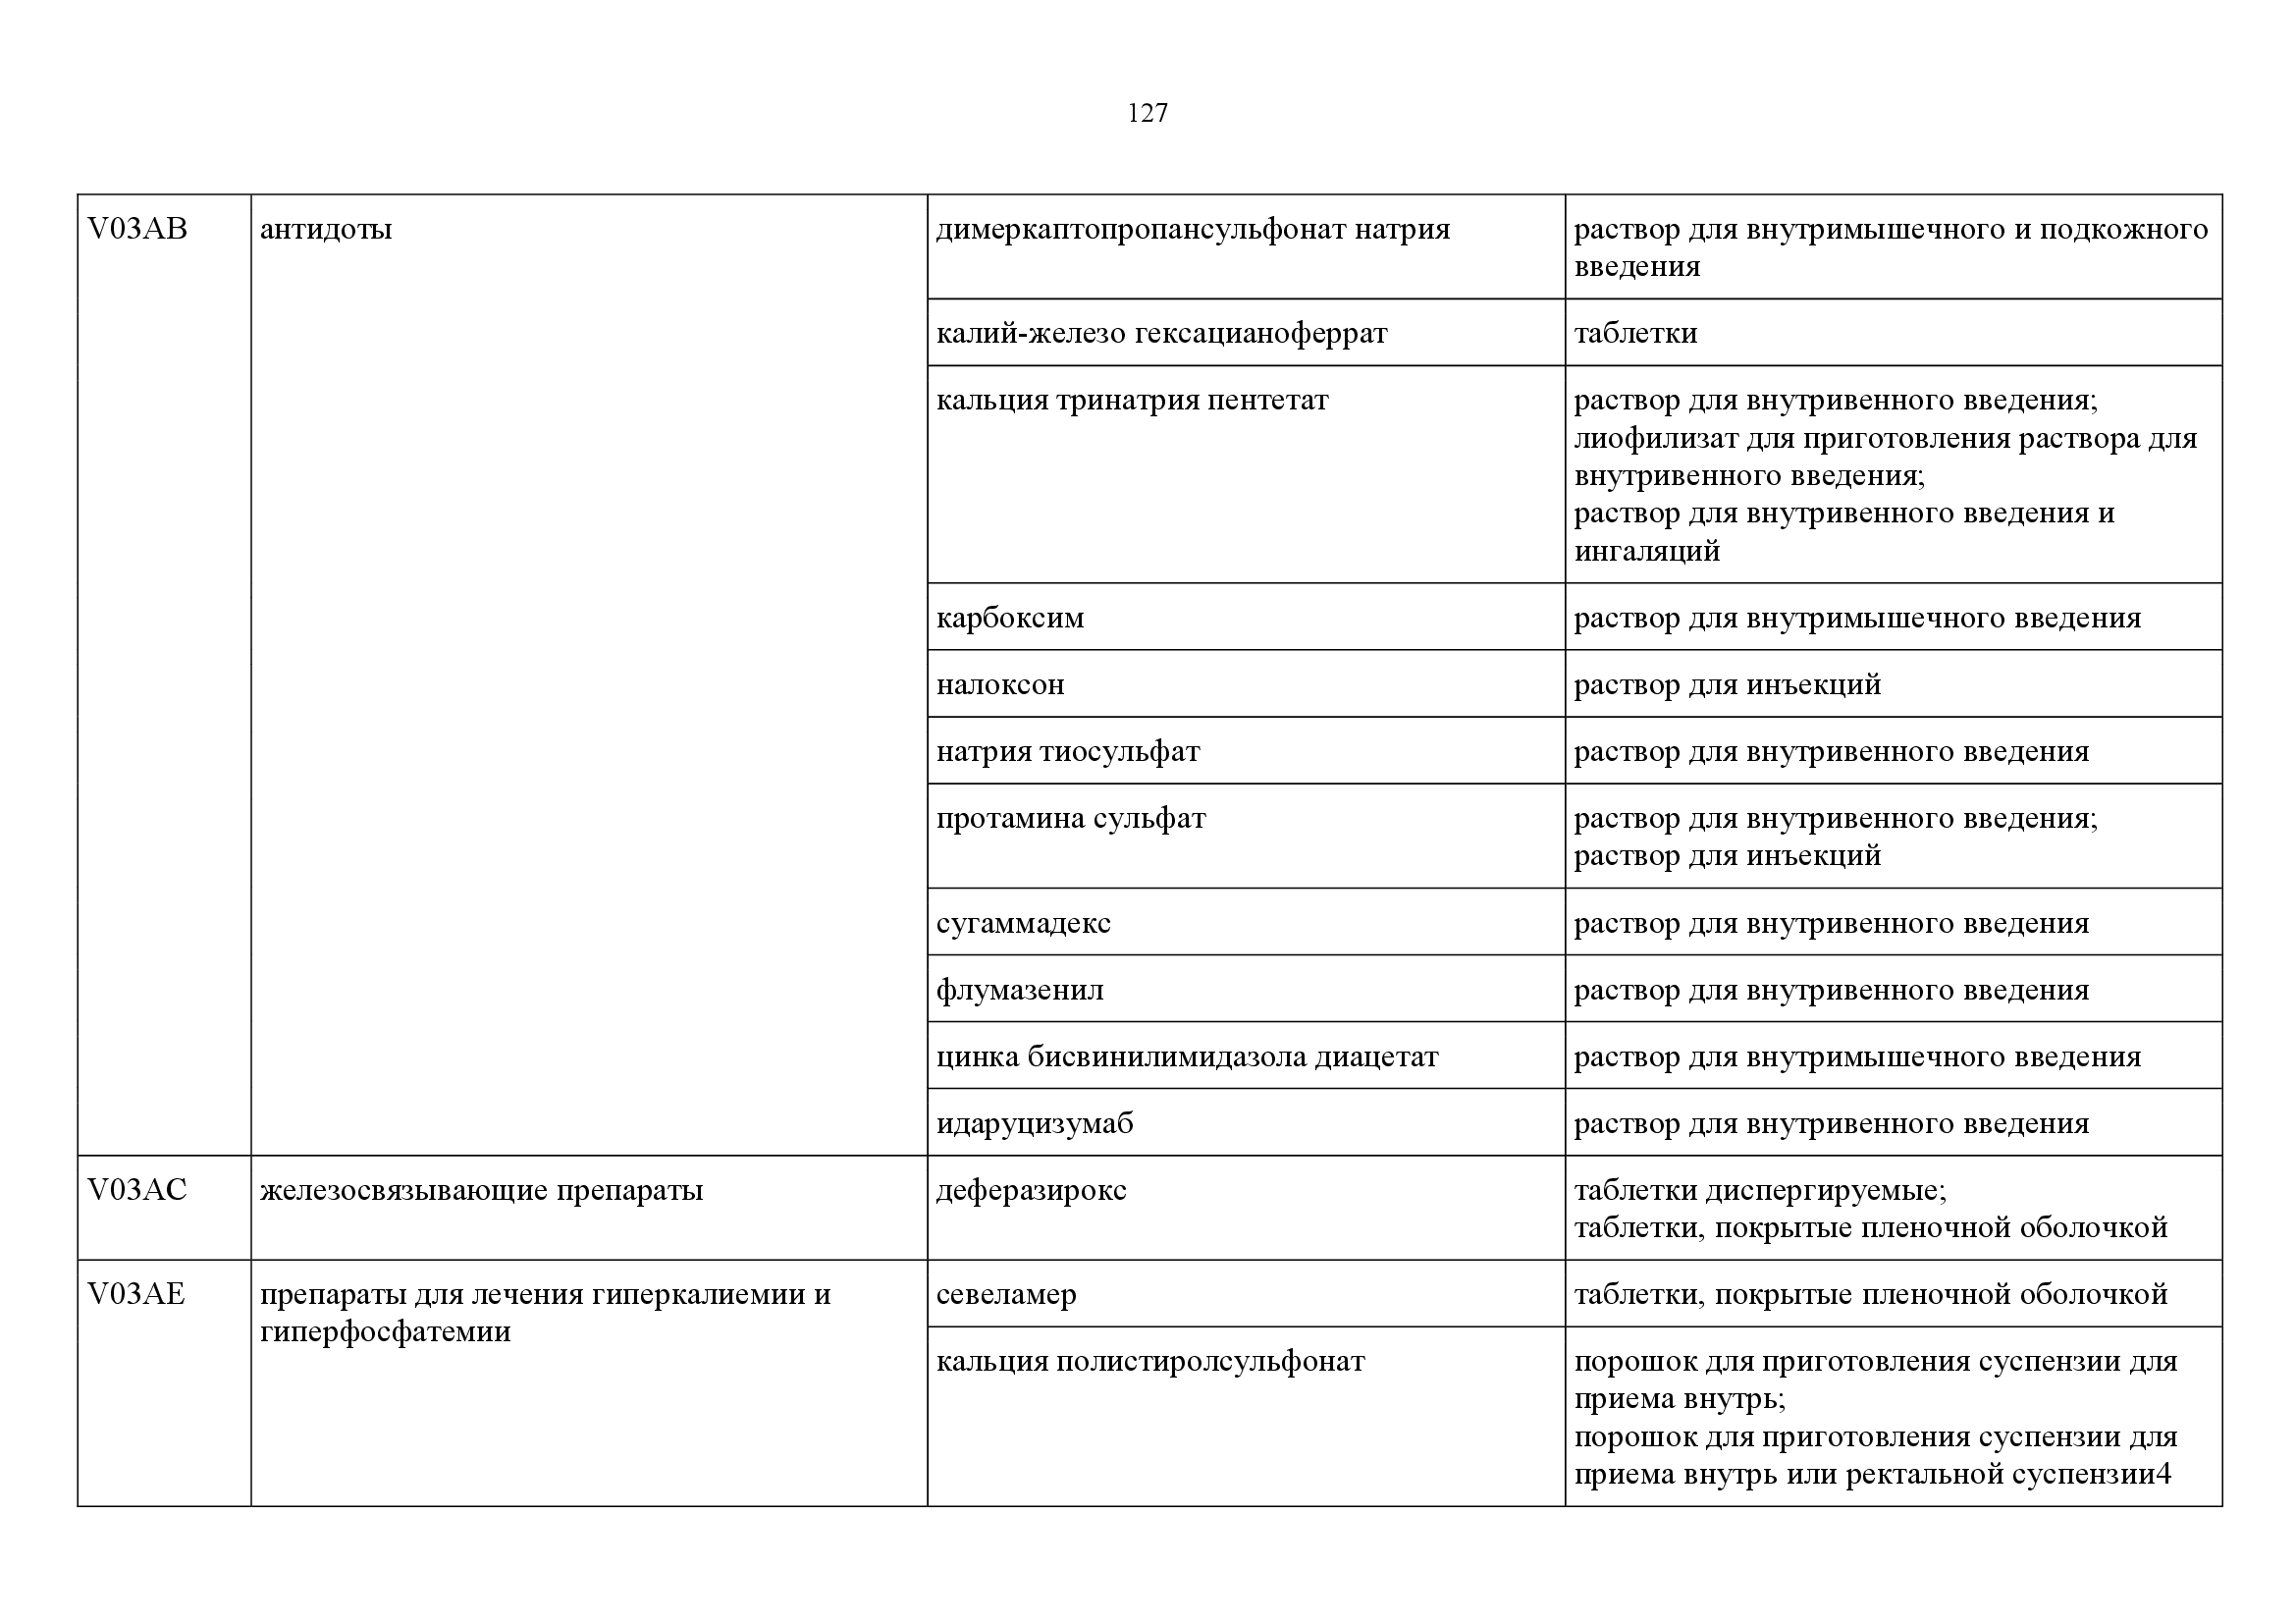 127
V03AB
антидоты
димеркаптопропансульфонат натрия
раствор для внутримышечного и подкожного
введения
калий-железо гексацианоферрат
таблетки
кальция тринатрия пентетат
раствор для внутривенного введения;
лиофилизат для приготовления раствора для
внутривенного введения;
раствор для внутривенного введения и
ингаляций
карбоксим
раствор для внутримышечного введения
налоксон
раствор для инъекций
натрия тиосульфат
раствор для внутривенного введения
протамина сульфат
раствор для внутривенного введения;
раствор для инъекций
сугаммадекс
раствор для внутривенного введения
флумазенил
раствор для внутривенного введения
цинка бисвинилимидазола диацетат
раствор для внутримышечного введения
идаруцизумаб
раствор для внутривенного введения
V03AC
железосвязывающие препараты
деферазирокс
таблетки диспергируемые;
таблетки, покрытые пленочной оболочкой
V03AE
препараты для лечения гиперкалиемии и
гиперфосфатемии
севеламер
таблетки, покрытые пленочной оболочкой
кальция полистиролсульфонат
порошок для приготовления суспензии для
приема внутрь;
порошок для приготовления суспензии для
приема внутрь или ректальной суспензии4